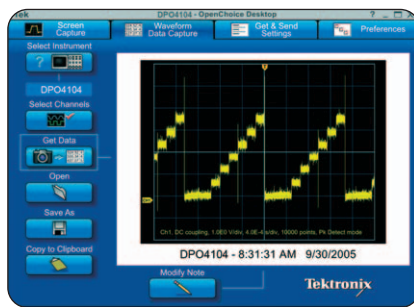 Tek
DPO4104 - OpenChoice Desktop
Screen
Capture
Waveform
Data Capture
Get & Send
Settings
Preferences
Select Instrument
DPO4104
Select Channels
Get Data
Open
Save As
Copy to Clipboard
Ch1, DC coupling, 1.0E0 V/div, 4.0E-4 s/div, 10000 points, Pk Detect mode
DPO4104 - 8:31:31 AM 9/30/2005
Modify Note
Tektronix